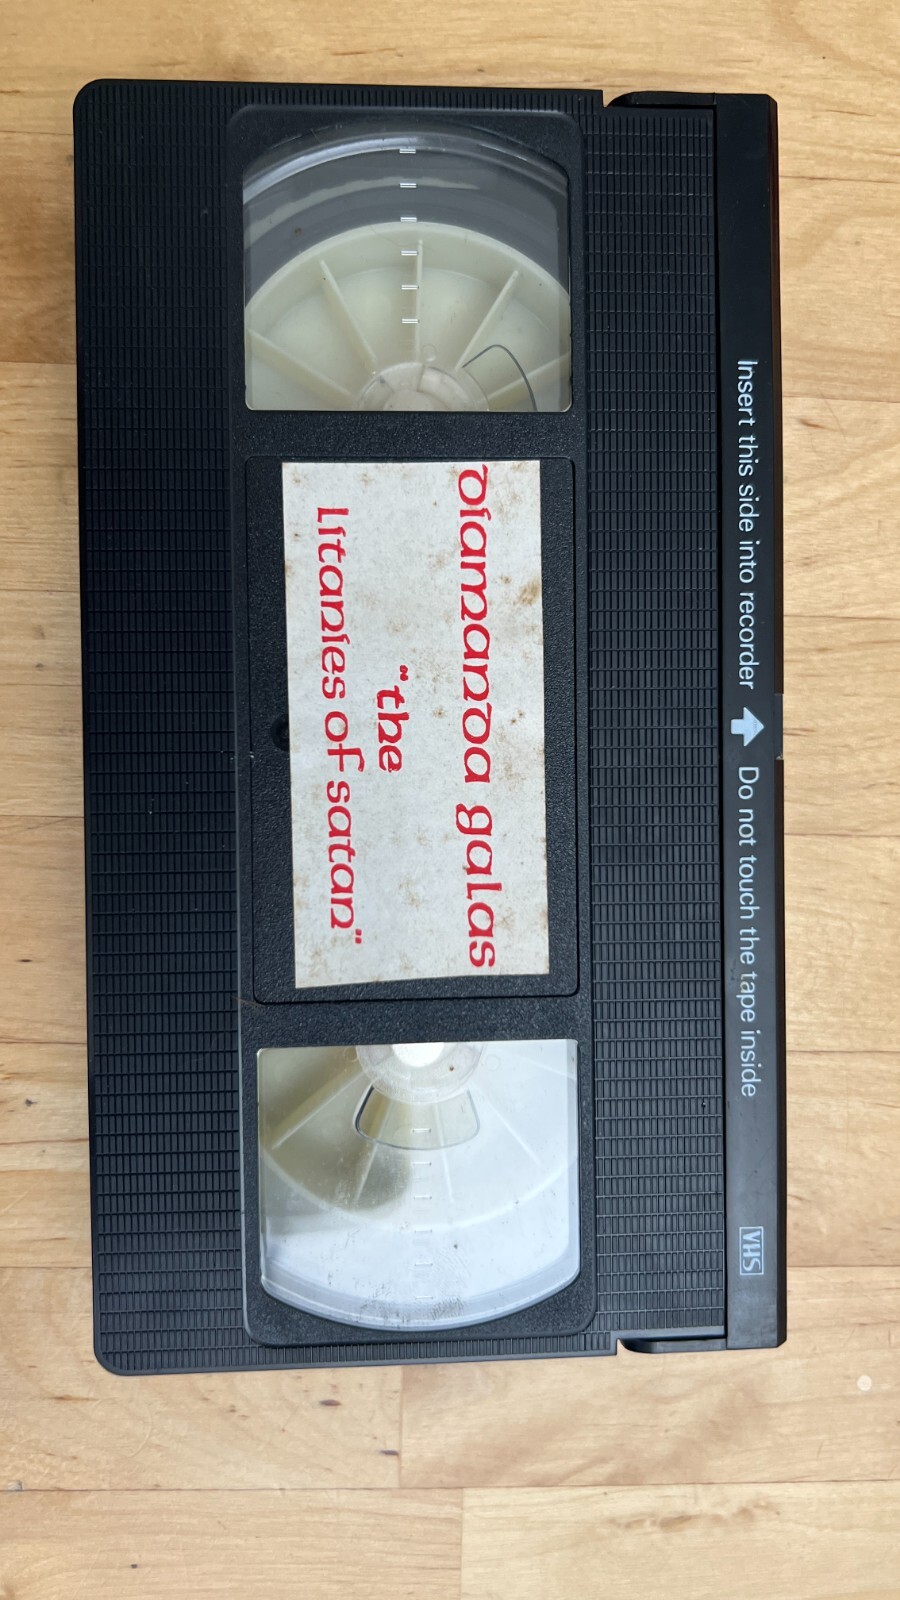 Insert this side into recorder ⬆ Do not touch the tape inside
VHS
Diamanda galas
"the
Litanies of satan"